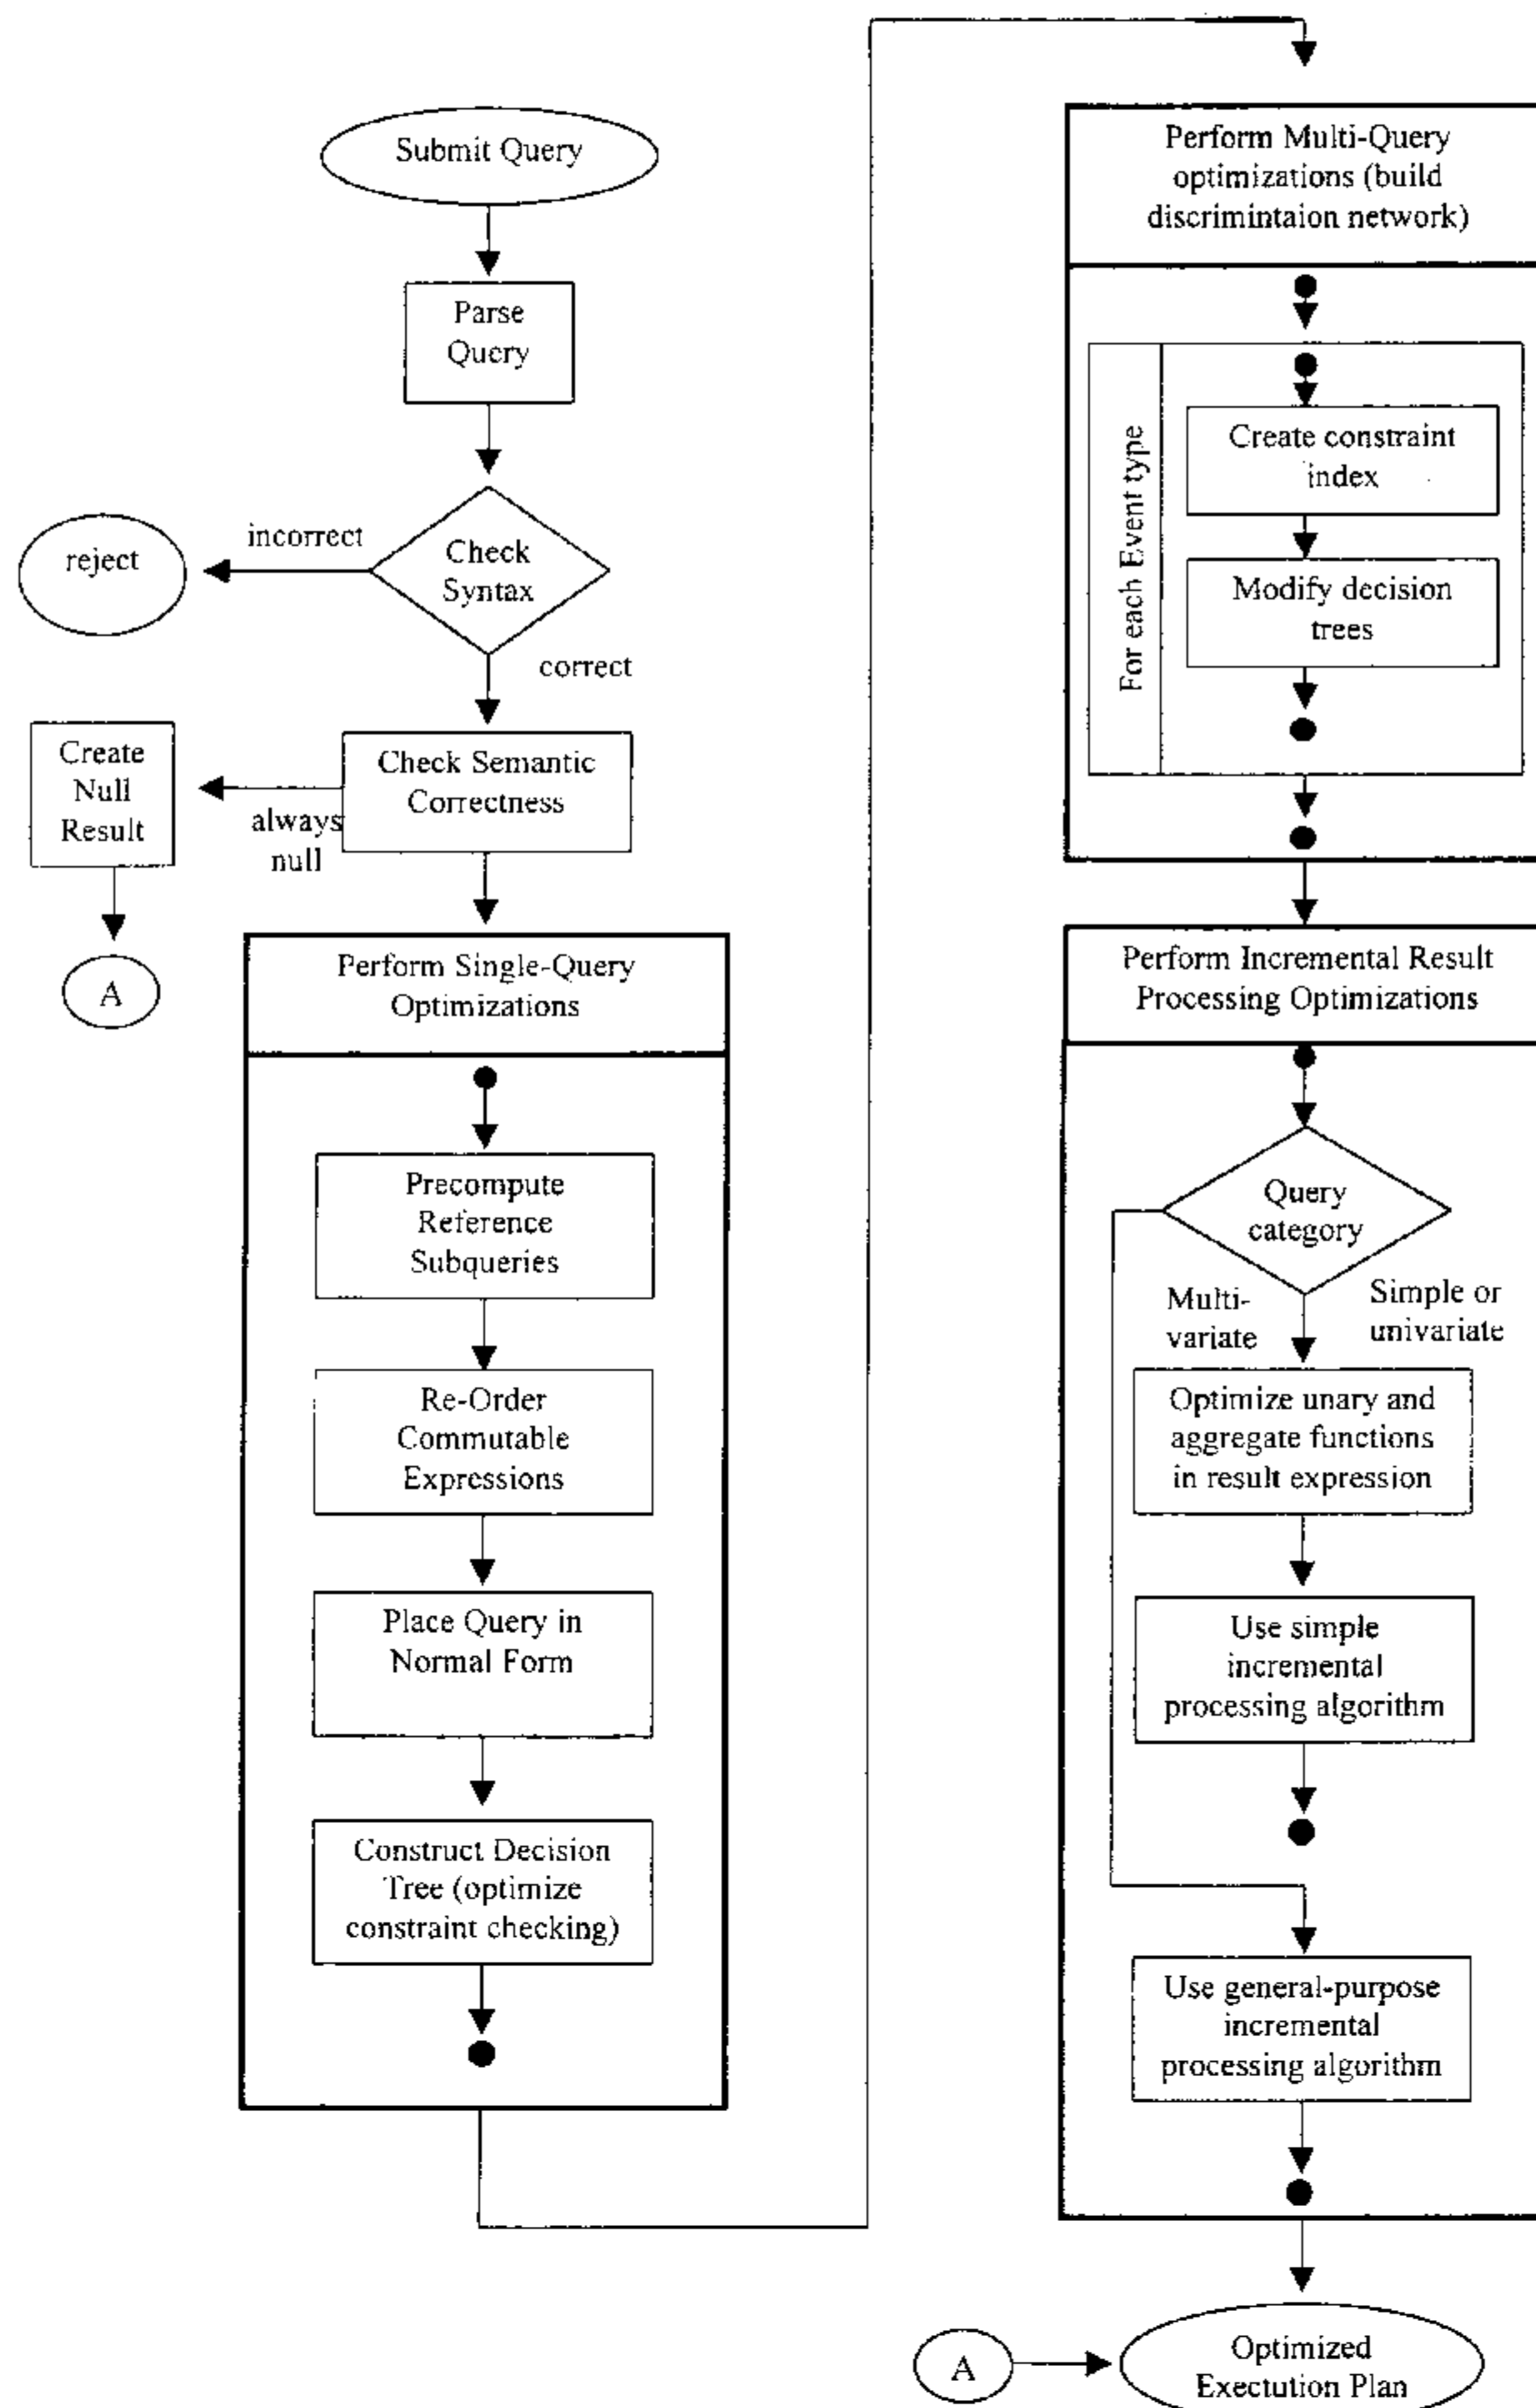 Submit Query
Parse
Query
Check
Syntax
incorrect
reject
correct
Check Semantic
Correctness
always
null
Create
Null
Result
A
Perform Single-Query
Optimizations
Precompute
Reference
Subqueries
Re-Order
Commutable
Expressions
Place Query in
Normal Form
Construct Decision
Tree (optimize
constraint checking)
Perform Multi-Query
optimizations (build
discrimintaion network)
For each Event type
Create constraint
index
Modify decision
trees
Perform Incremental Result
Processing Optimizations
Query
category
Multi-
variate
Simple or
univariate
Optimize unary and
aggregate functions
in result expression
Use simple
incremental
processing algorithm
Use general-purpose
incremental
processing algorithm
A
Optimized
Exectution Plan